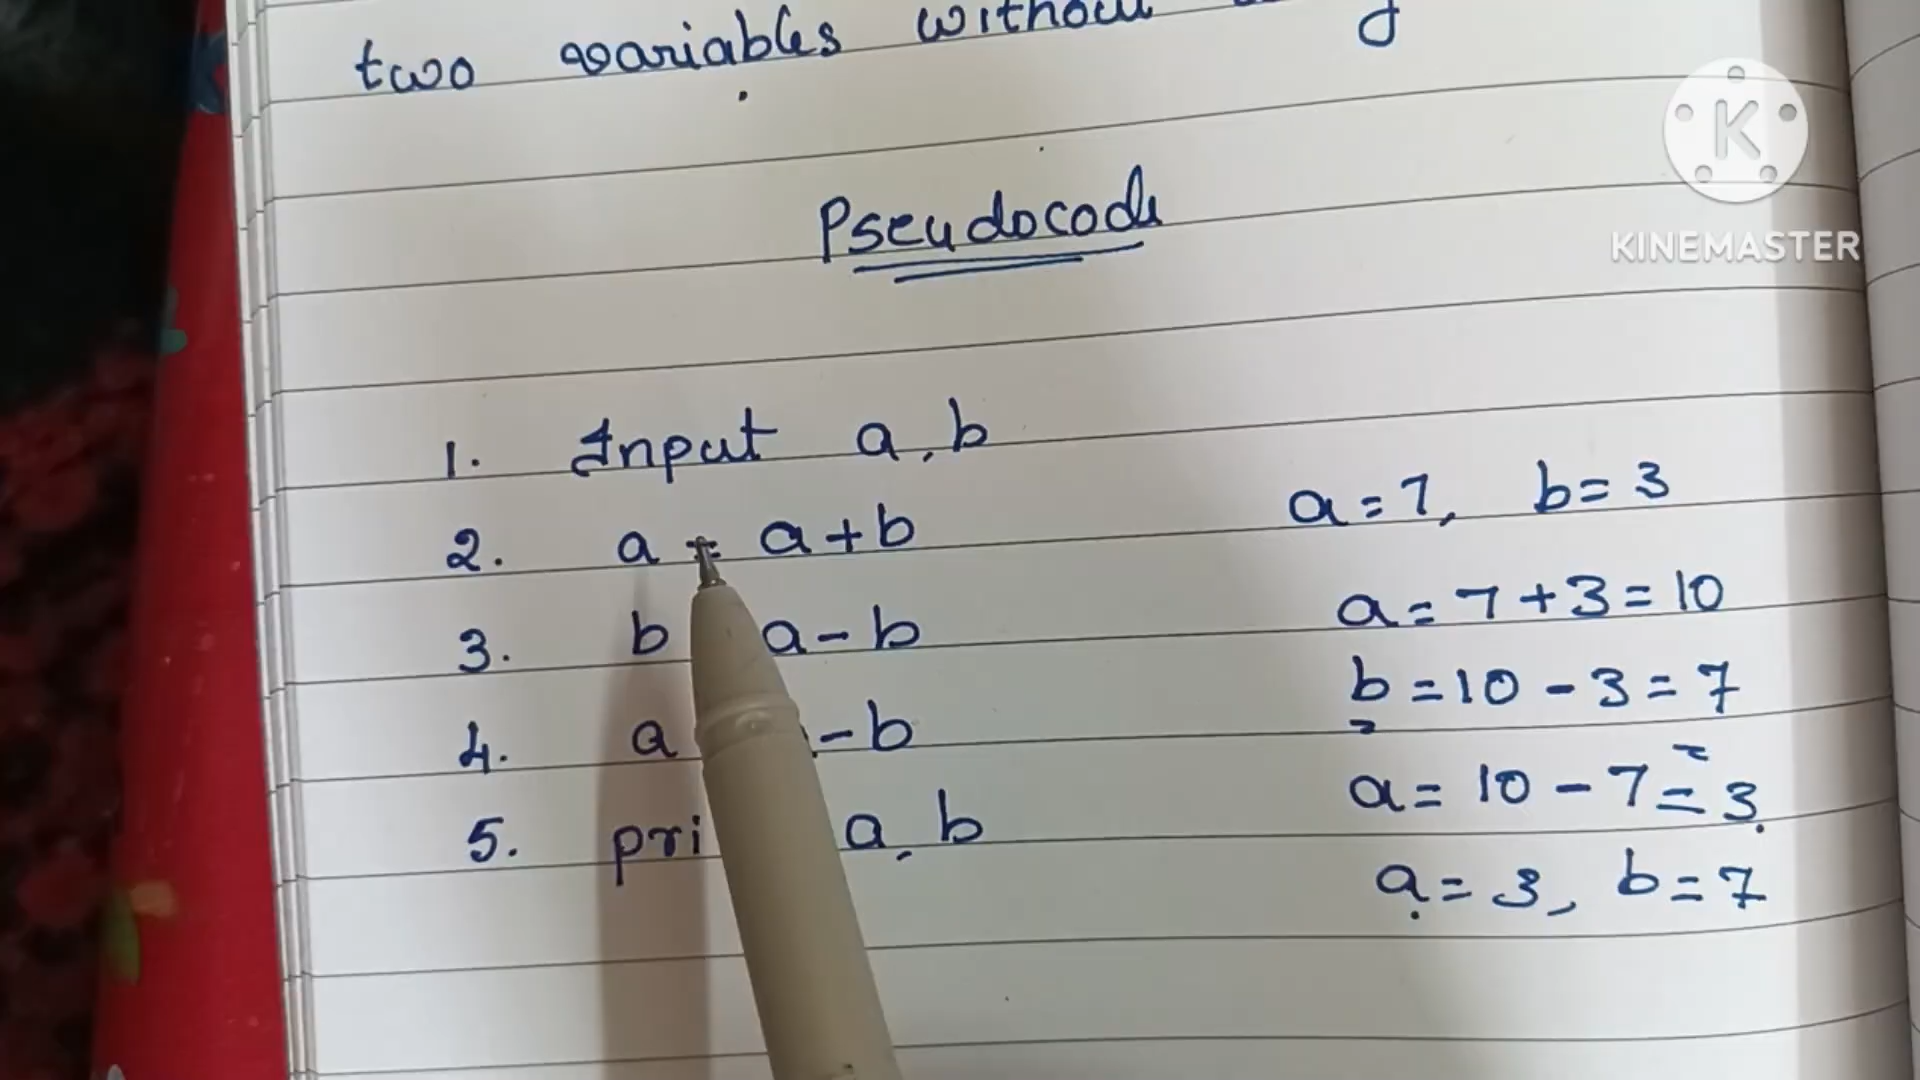 two variables without
Pseudocode
1. Input a, b
2. a = a+b
3. b a-b
4. a -b
5. pri a, b
a=7, b=3
a=7+3=10
b=10-3=7
a=10-7=3.
a=3, b=7
K
KINEMASTER